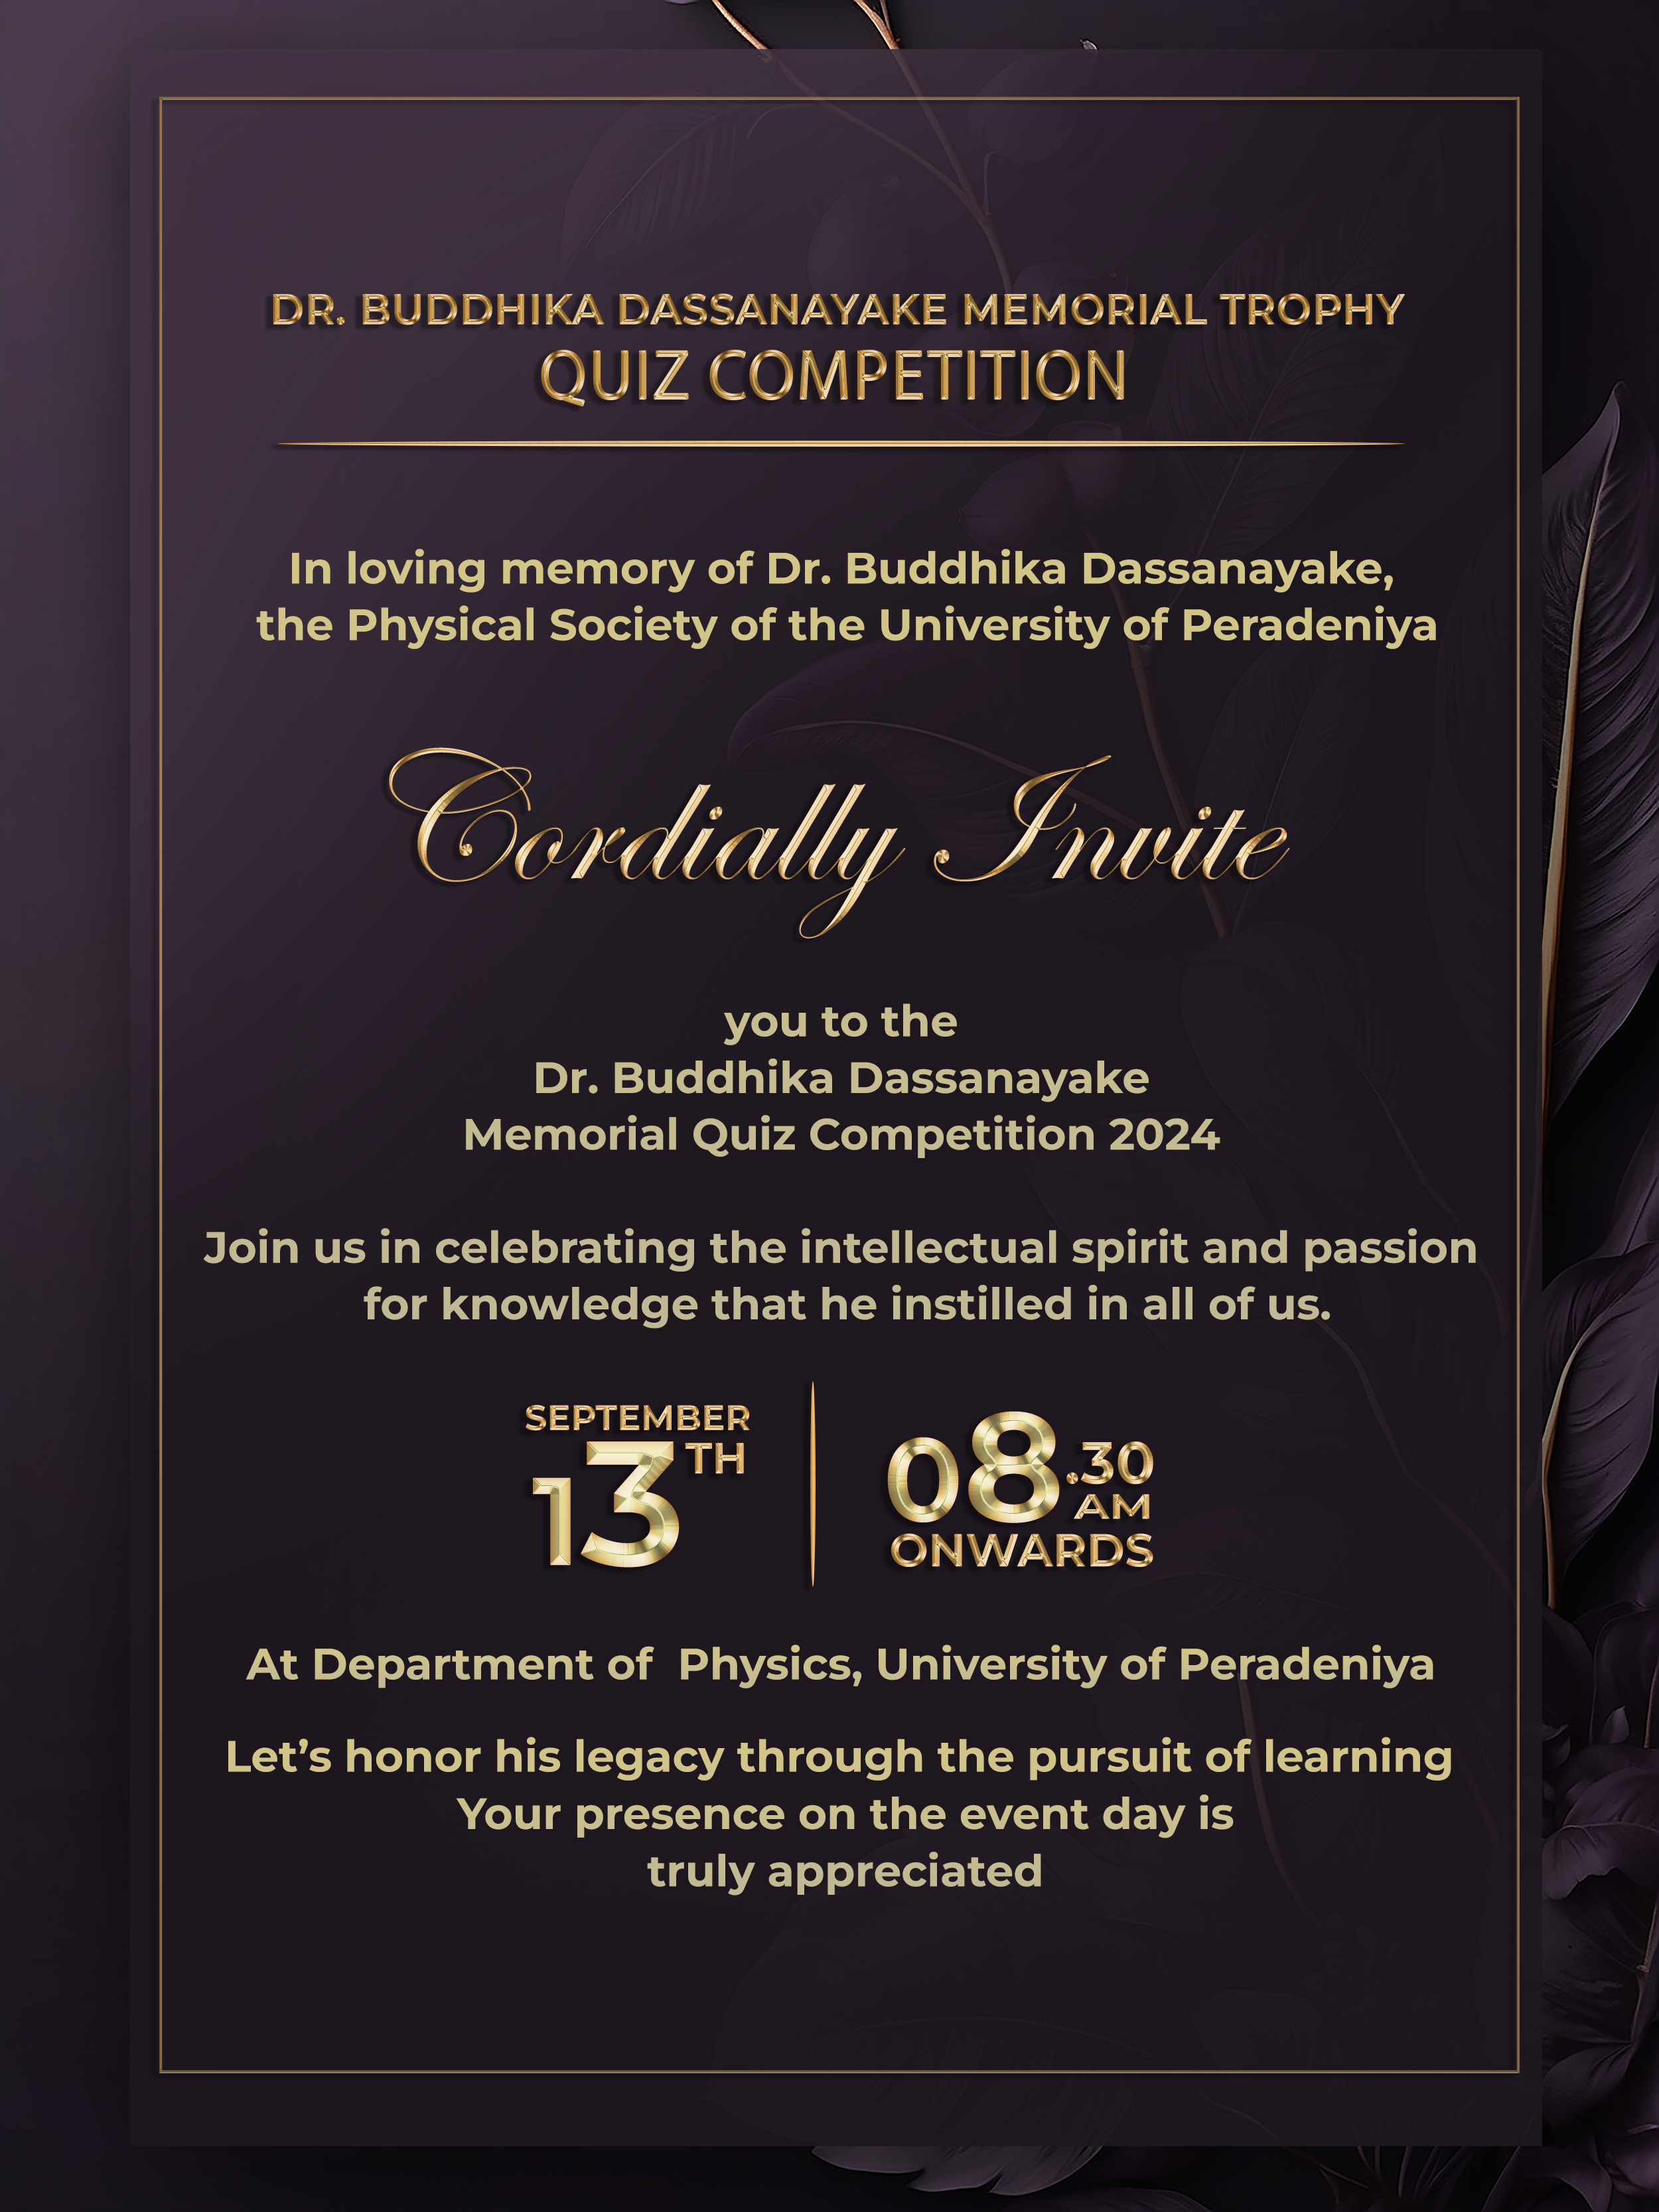 DR. BUDDHIKA DASSANAYAKE MEMORIAL TROPHY
QUIZ COMPETITION
In loving memory of Dr. Buddhika Dassanayake,
the Physical Society of the University of Peradeniya
Cordially Invite
you to the
Dr. Buddhika Dassanayake
Memorial Quiz Competition 2024
Join us in celebrating the intellectual spirit and passion
for knowledge that he instilled in all of us.
SEPTEMBER
13TH
08.30
AM
ONWARDS
At Department of  Physics, University of Peradeniya
Let’s honor his legacy through the pursuit of learning
Your presence on the event day is
truly appreciated